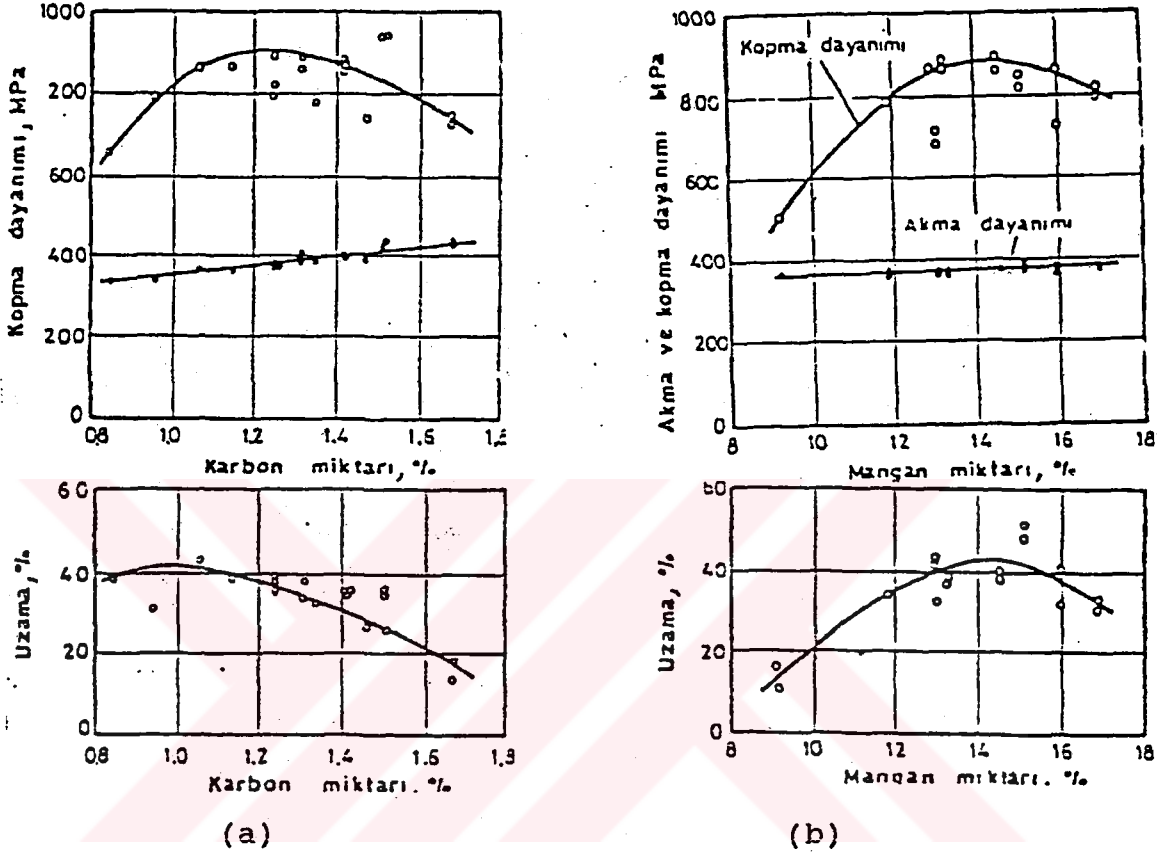 1000
200
600
400
200
0
Kopma dayanımı, MPa
0.8 1.0 1.2 1.4 1.6 1.8
Karbon miktarı, %
60
40
20
0
Uzama, %
0.8 1.0 1.2 1.4 1.6 1.8
Karbon miktarı. %
(a)
1000
800
600
400
200
0
Akma ve kopma dayanımı MPa
Kopma dayanımı
Akma dayanımı
8 10 12 14 16 18
Mangan miktarı, %
60
40
20
0
Uzama, %
8 10 12 14 16 18
Mangan miktarı. %
(b)